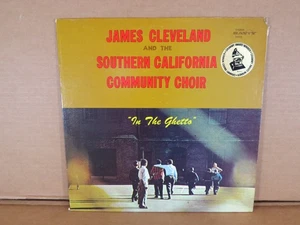 JAMES CLEVELAND
AND THE
SOUTHERN CALIFORNIA
COMMUNITY CHOIR
"In The Ghetto"